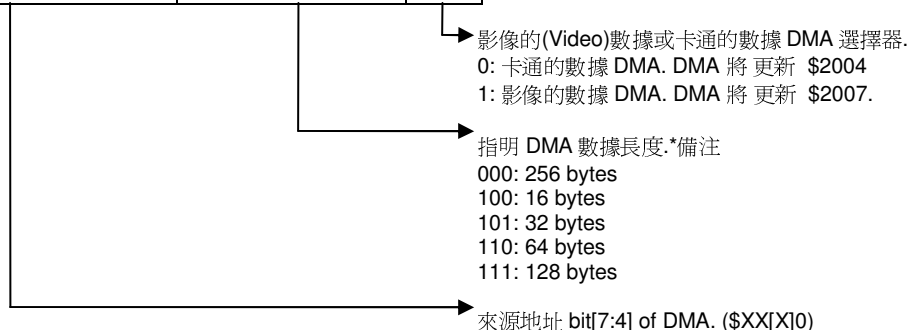 影像的(Video)數據或卡通的數據 DMA 選擇器.
0: 卡通的數據 DMA. DMA 將 更新 $2004
1: 影像的數據 DMA. DMA 將 更新 $2007.
指明 DMA 數據長度.*備注
000: 256 bytes
100: 16 bytes
101: 32 bytes
110: 64 bytes
111: 128 bytes
來源地址 bit[7:4] of DMA. ($XX[X]0)